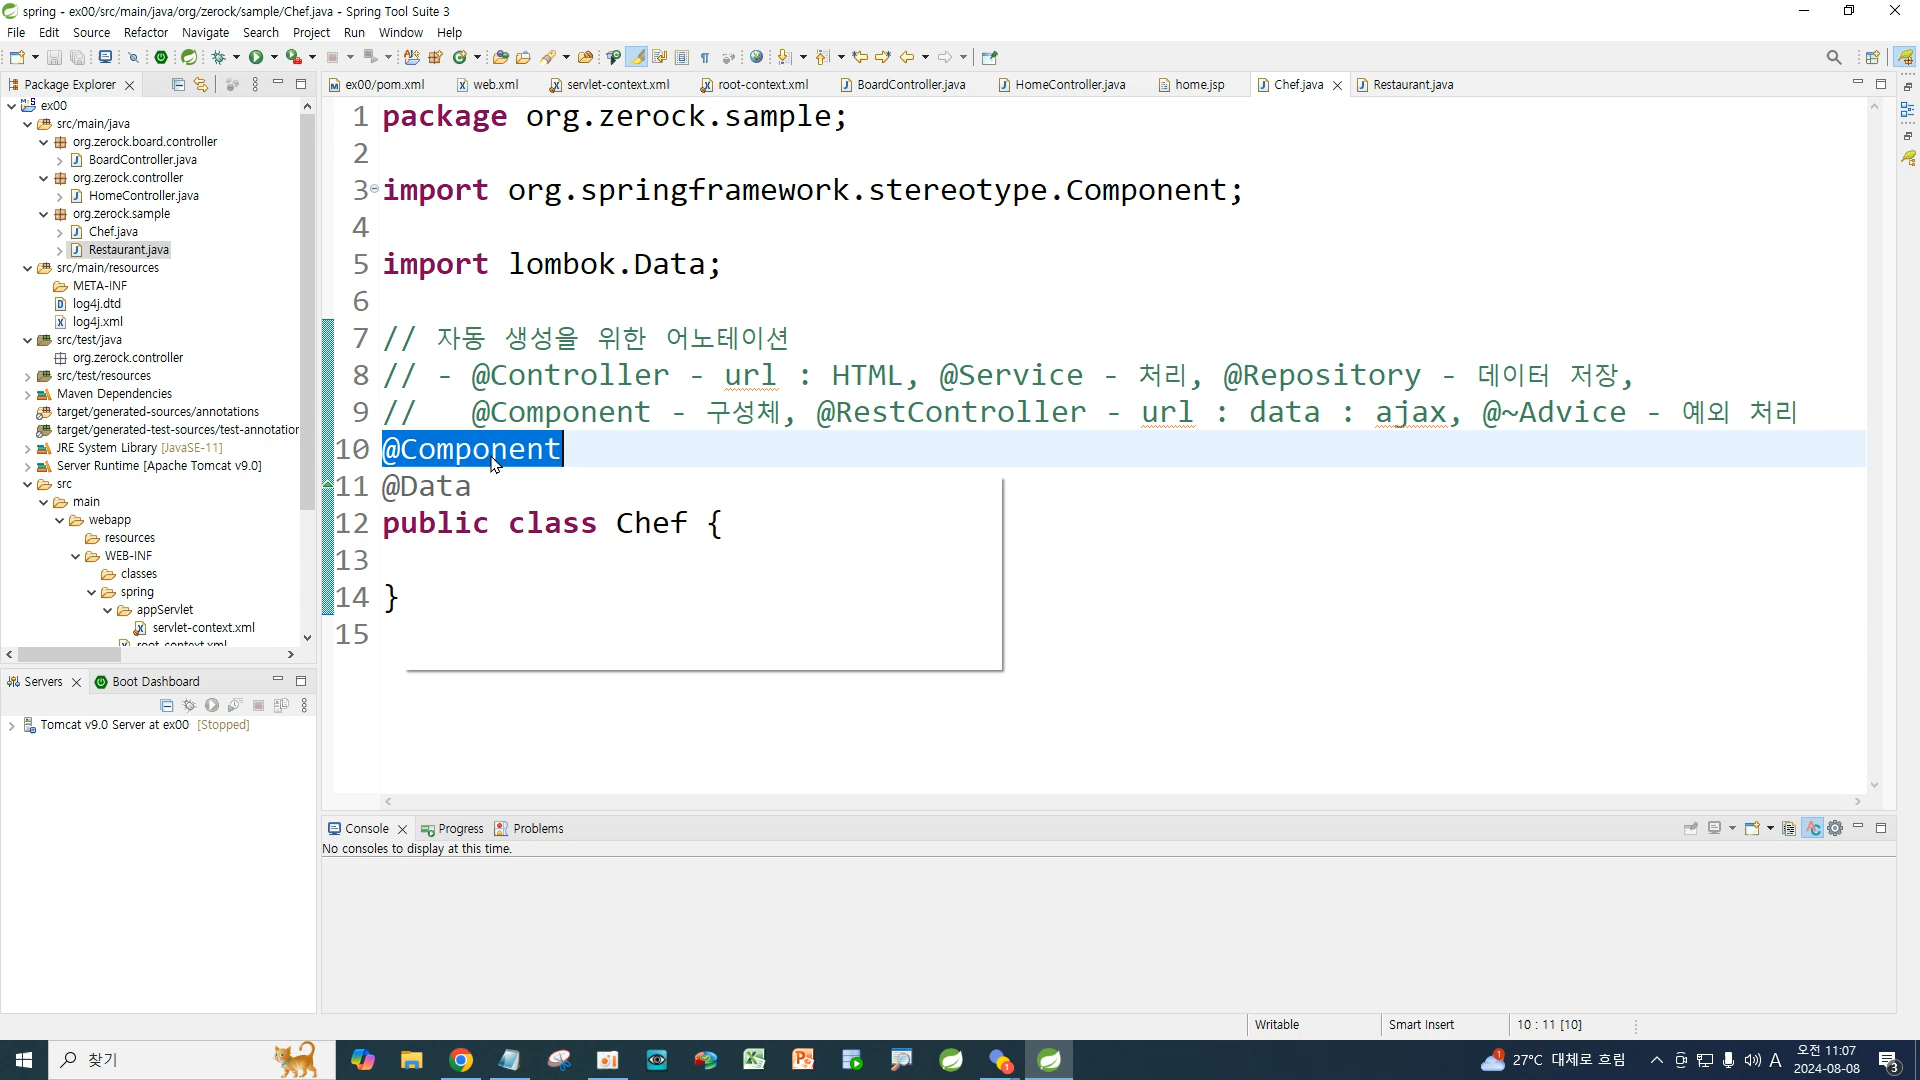 spring - ex00/src/main/java/org/zerock/sample/Chef.java - Spring Tool Suite 3
File Edit Source Refactor Navigate Search Project Run Window Help
Package Explorer
ex00
src/main/java
org.zerock.board.controller
BoardController.java
org.zerock.controller
HomeController.java
org.zerock.sample
Chef.java
Restaurant.java
src/main/resources
META-INF
log4j.dtd
log4j.xml
src/test/java
org.zerock.controller
src/test/resources
Maven Dependencies
target/generated-sources/annotations
target/generated-test-sources/test-annotation
JRE System Library [JavaSE-11]
Server Runtime [Apache Tomcat v9.0]
src
main
webapp
resources
WEB-INF
classes
spring
appServlet
servlet-context.xml
root-context.xml
Servers Boot Dashboard
Tomcat v9.0 Server at ex00 [Stopped]
ex00/pom.xml web.xml servlet-context.xml root-context.xml BoardController.java HomeController.java home.jsp Chef.java Restaurant.java
1 package org.zerock.sample;
2
3 import org.springframework.stereotype.Component;
4
5 import lombok.Data;
6
7 // 자동 생성을 위한 어노테이션
8 // - @Controller - url : HTML, @Service - 처리, @Repository - 데이터 저장,
9 //   @Component - 구성체, @RestController - url : data : ajax, @~Advice - 예외 처리
10 @Component
11 @Data
12 public class Chef {
13
14 }
15
Console Progress Problems
No consoles to display at this time.
Writable Smart Insert 10 : 11 [10]
찾기
27°C 대체로 흐림
A
오전 11:07
2024-08-08
3